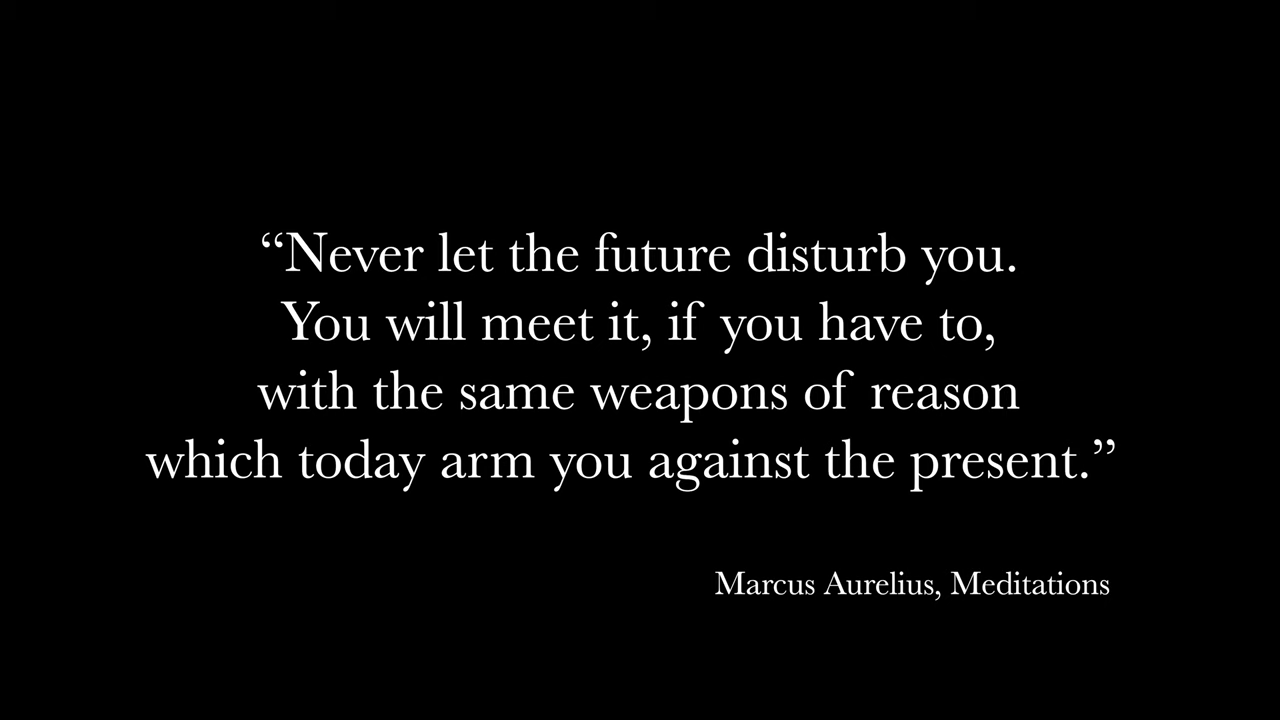 “Never let the future disturb you.
You will meet it, if you have to,
with the same weapons of reason
which today arm you against the present.”
Marcus Aurelius, Meditations